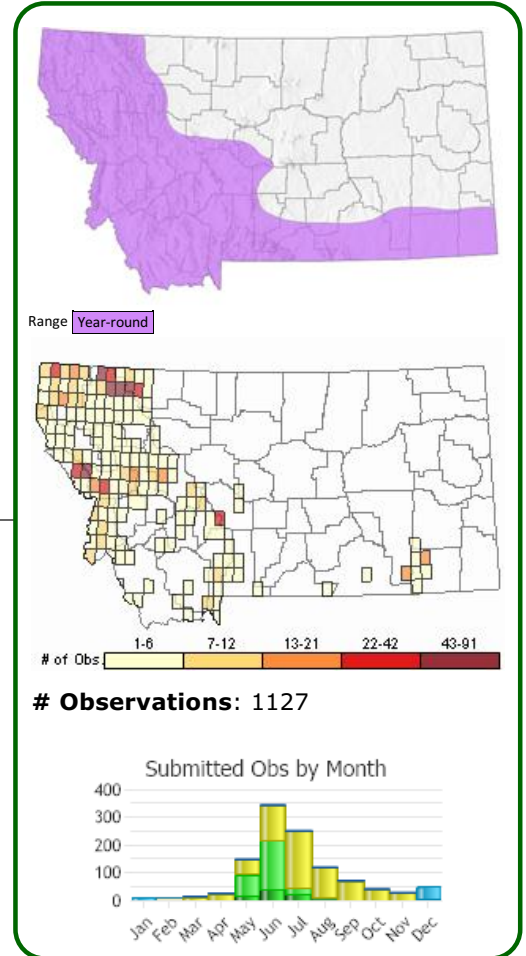 Range Year-round
1-6 7-12 13-21 22-42 43-91
# of Obs.
# Observations: 1127
Submitted Obs by Month
400
300
200
100
0
Jan Feb Mar Apr May Jun Jul Aug Sep Oct Nov Dec